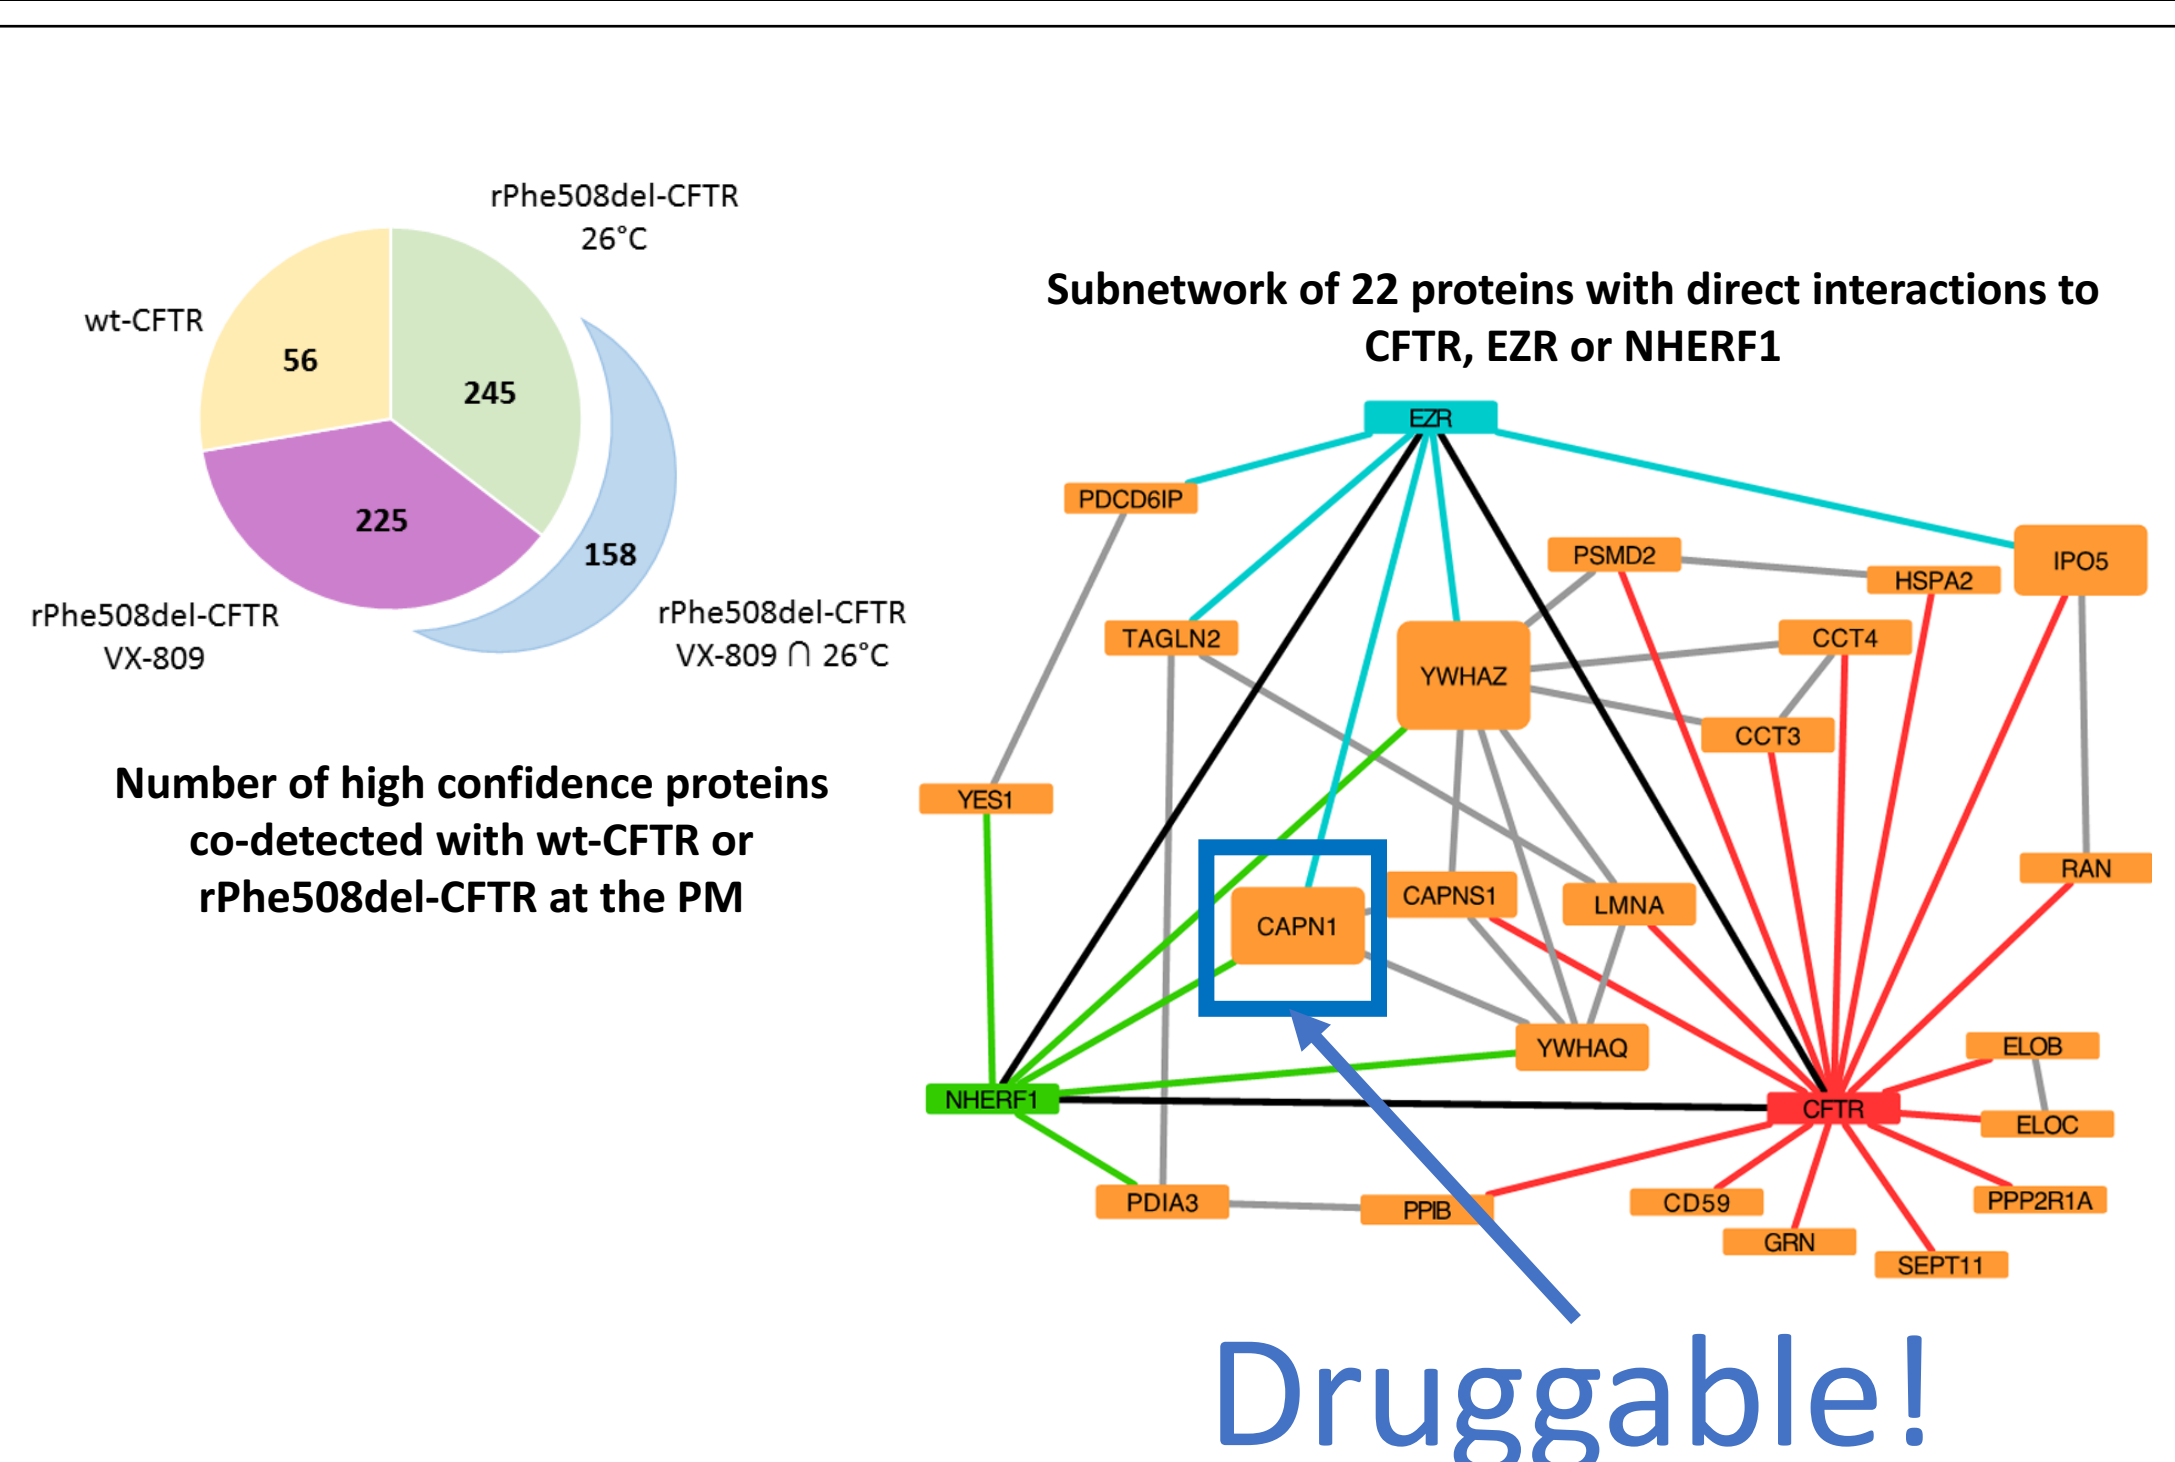 rPhe508del-CFTR
26°C
wt-CFTR
56
245
225
158
rPhe508del-CFTR
VX-809
rPhe508del-CFTR
VX-809 ∩ 26°C
Number of high confidence proteins
co-detected with wt-CFTR or
rPhe508del-CFTR at the PM
Subnetwork of 22 proteins with direct interactions to
CFTR, EZR or NHERF1
EZR
PDCD6IP
PSMD2
IPO5
HSPA2
TAGLN2
CCT4
YWHAZ
CCT3
YES1
RAN
CAPNS1
LMNA
CAPN1
YWHAQ
ELOB
NHERF1
CFTR
ELOC
PDIA3
PPIB
CD59
PPP2R1A
GRN
SEPT11
Druggable!